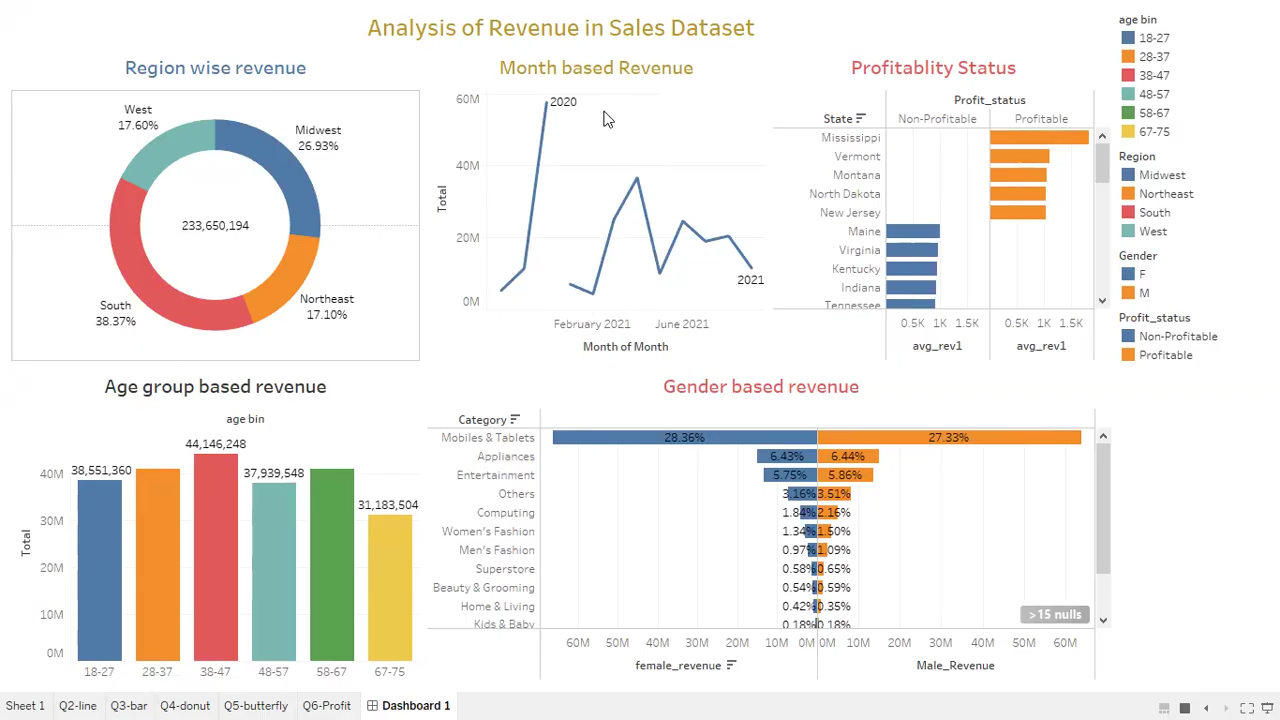 Analysis of Revenue in Sales Dataset
Region wise revenue
West
17.60%
Midwest
26.93%
233,650,194
South
38.37%
Northeast
17.10%
Month based Revenue
60M
40M
20M
0M
Total
2020
2021
February 2021
June 2021
Month of Month
Profitablity Status
Profit_status
State
Non-Profitable
Profitable
Mississippi
Vermont
Montana
North Dakota
New Jersey
Maine
Virginia
Kentucky
Indiana
Tennessee
0.5K 1K 1.5K
0.5K 1K 1.5K
avg_rev1
avg_rev1
age bin
18-27
28-37
38-47
48-57
58-67
67-75
Region
Midwest
Northeast
South
West
Gender
F
M
Profit_status
Non-Profitable
Profitable
Age group based revenue
age bin
40M
30M
20M
10M
0M
Total
38,551,360
44,146,248
37,939,548
31,183,504
18-27 28-37 38-47 48-57 58-67 67-75
Gender based revenue
Category
Mobiles & Tablets 28.36% 27.33%
Appliances 6.43% 6.44%
Entertainment 5.75% 5.86%
Others 3.16% 3.51%
Computing 1.84% 2.16%
Women's Fashion 1.34% 1.50%
Men's Fashion 0.97% 1.09%
Superstore 0.58% 0.65%
Beauty & Grooming 0.54% 0.59%
Home & Living 0.42% 0.35%
Kids & Baby 0.18% 0.18%
>15 nulls
60M 50M 40M 30M 20M 10M 0M
0M 10M 20M 30M 40M 50M 60M
female_revenue
Male_Revenue
Sheet 1 Q2-line Q3-bar Q4-donut Q5-butterfly Q6-Profit Dashboard 1